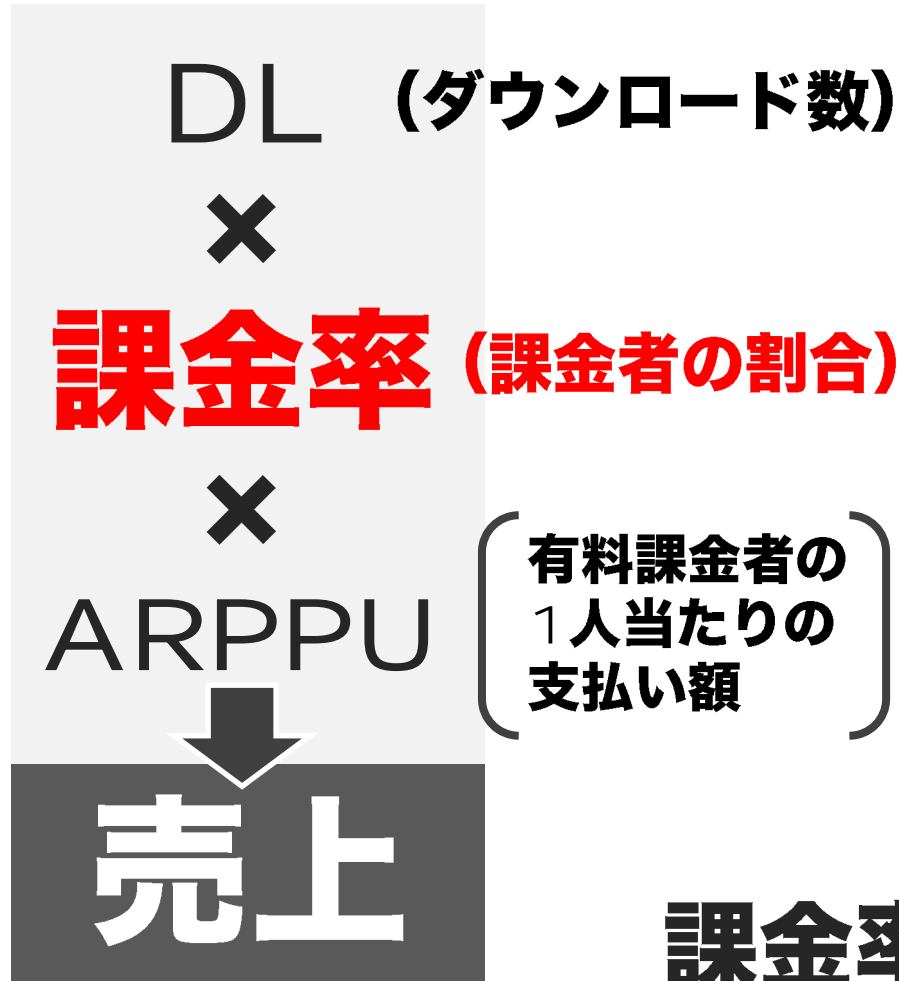 DL (ダウンロード数)
×
課金率 (課金者の割合)
×
ARPPU
有料課金者の
1人当たりの
支払い額
売上
課金率